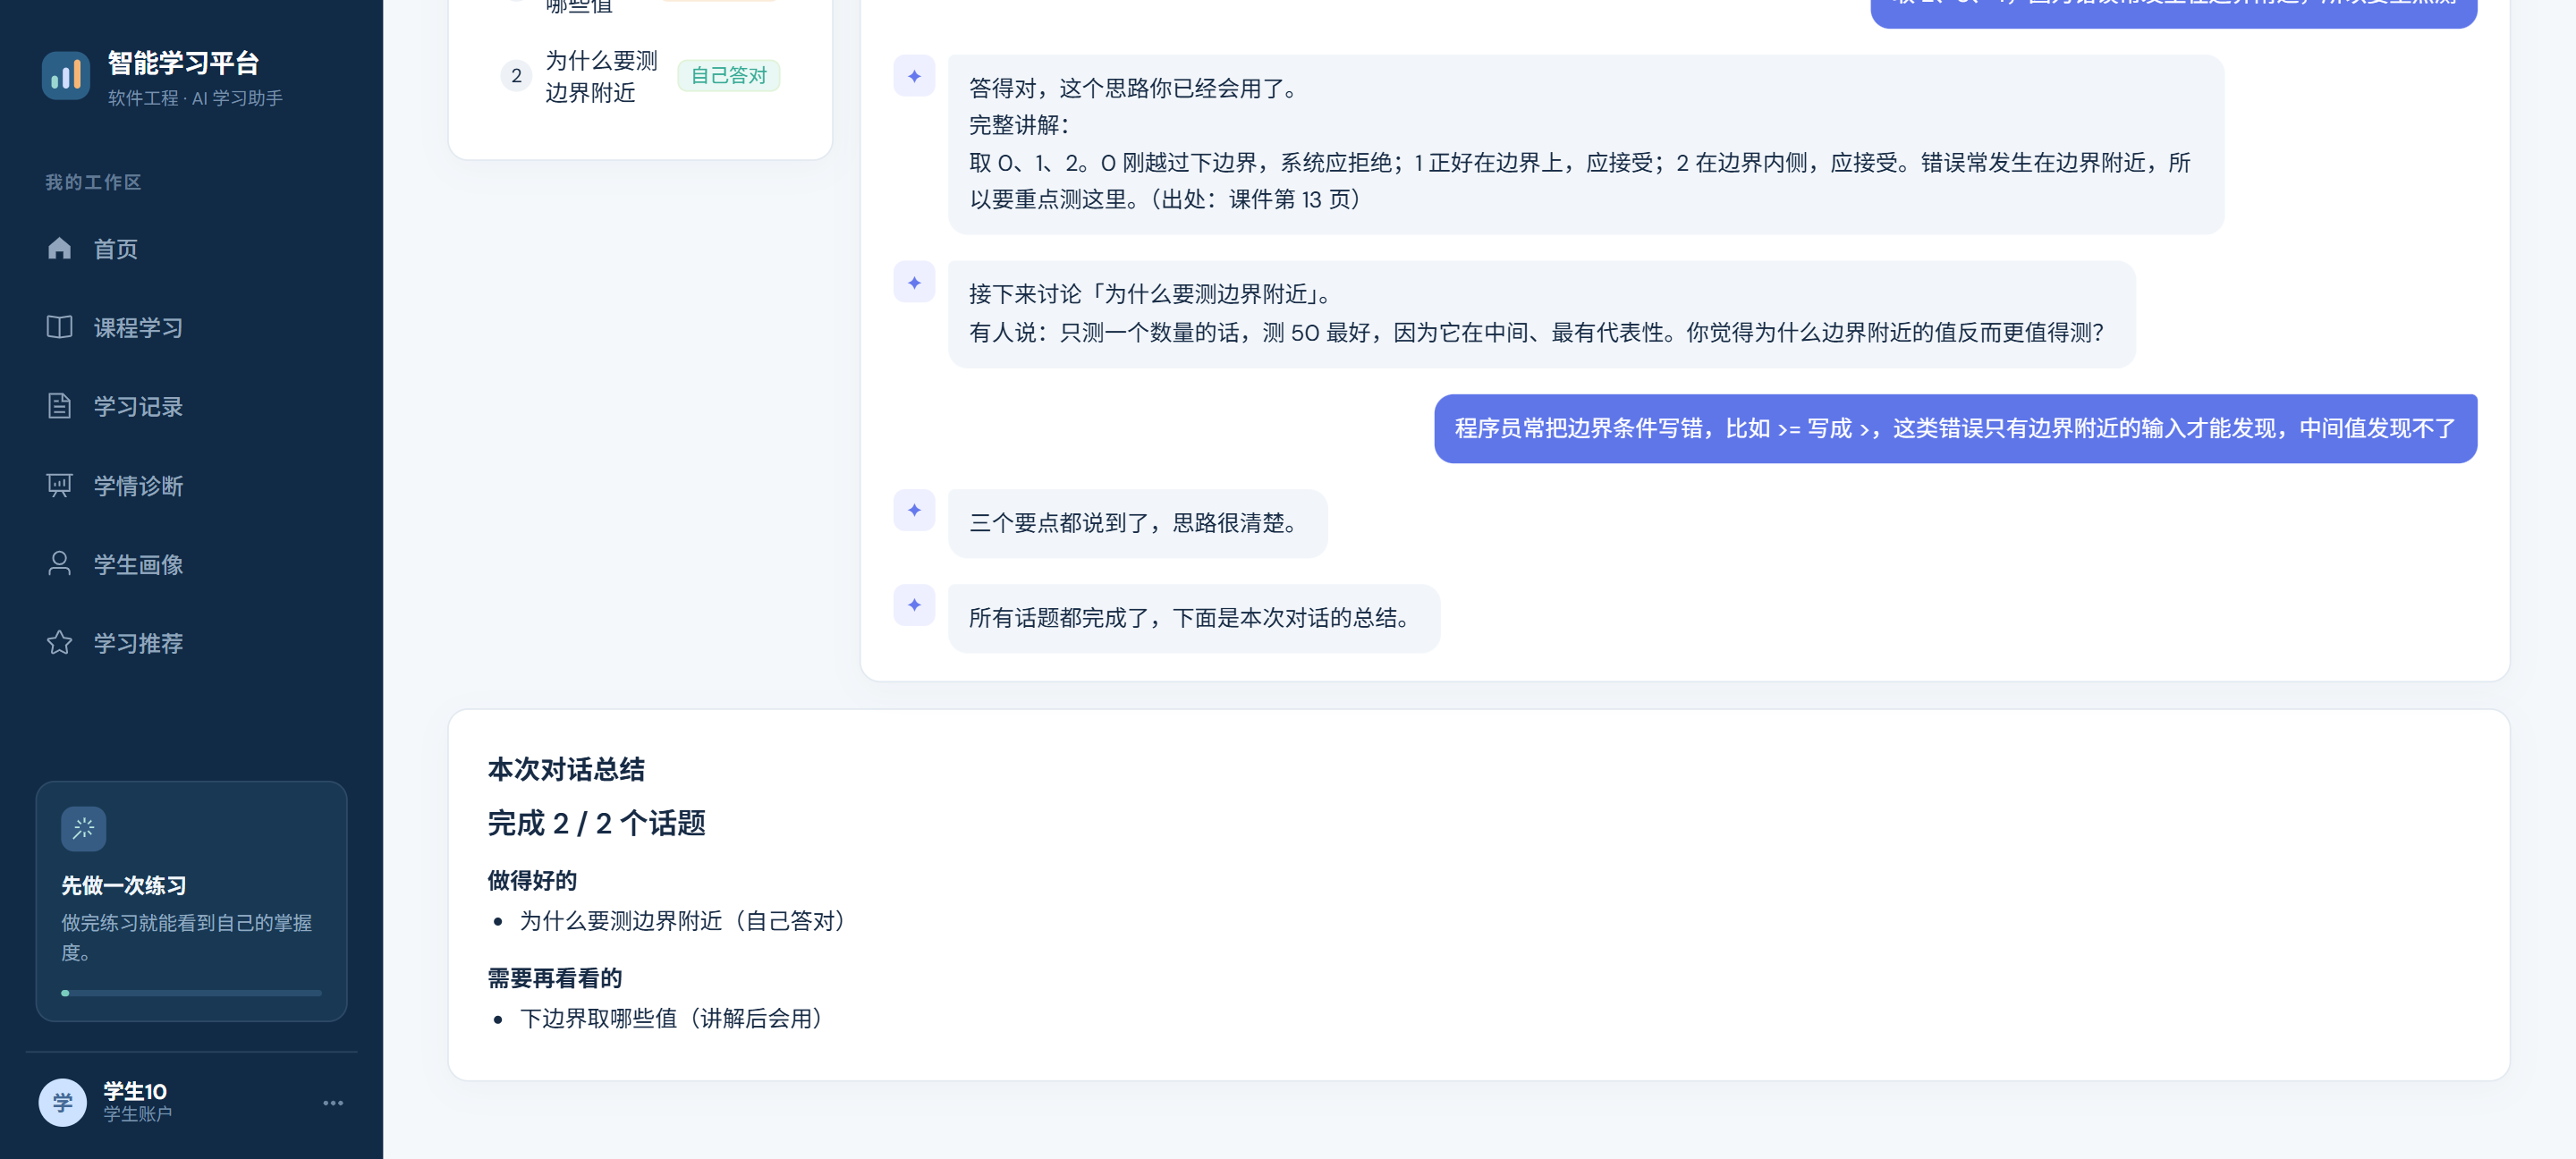 智能学习平台
软件工程 · AI 学习助手
我的工作区
首页
课程学习
学习记录
学情诊断
学生画像
学习推荐
先做一次练习
做完练习就能看到自己的掌握
度。
学
学生10
学生账户
哪些值
2
为什么要测
边界附近
自己答对
答得对，这个思路你已经会用了。
完整讲解：
取 0、1、2。0 刚越过下边界，系统应拒绝；1 正好在边界上，应接受；2 在边界内侧，应接受。错误常发生在边界附近，所
以要重点测这里。（出处：课件第 13 页）
接下来讨论「为什么要测边界附近」。
有人说：只测一个数量的话，测 50 最好，因为它在中间、最有代表性。你觉得为什么边界附近的值反而更值得测？
程序员常把边界条件写错，比如 >= 写成 >，这类错误只有边界附近的输入才能发现，中间值发现不了
三个要点都说到了，思路很清楚。
所有话题都完成了，下面是本次对话的总结。
本次对话总结
完成 2 / 2 个话题
做得好的
• 为什么要测边界附近（自己答对）
需要再看看的
• 下边界取哪些值（讲解后会用）